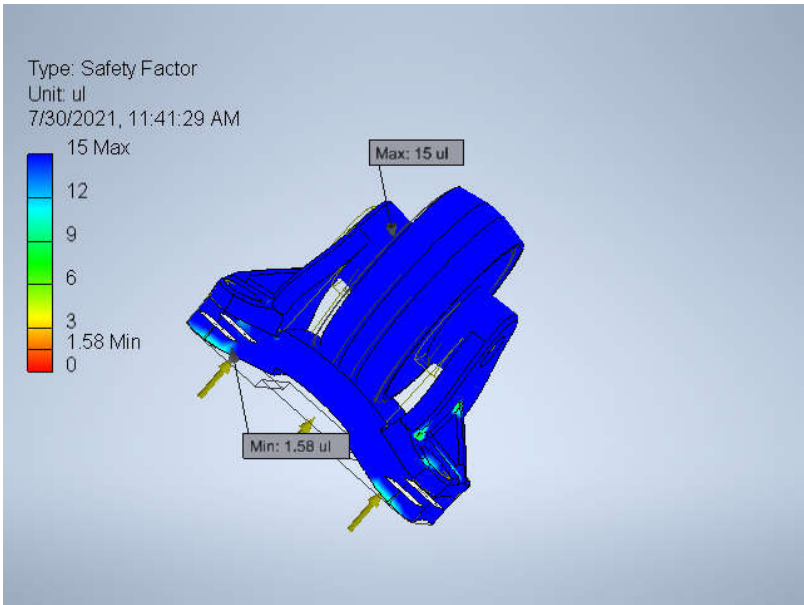 Type: Safety Factor
Unit: ul
7/30/2021, 11:41:29 AM
15 Max
12
9
6
3
1.58 Min
0
Max: 15 ul
Min: 1.58 ul